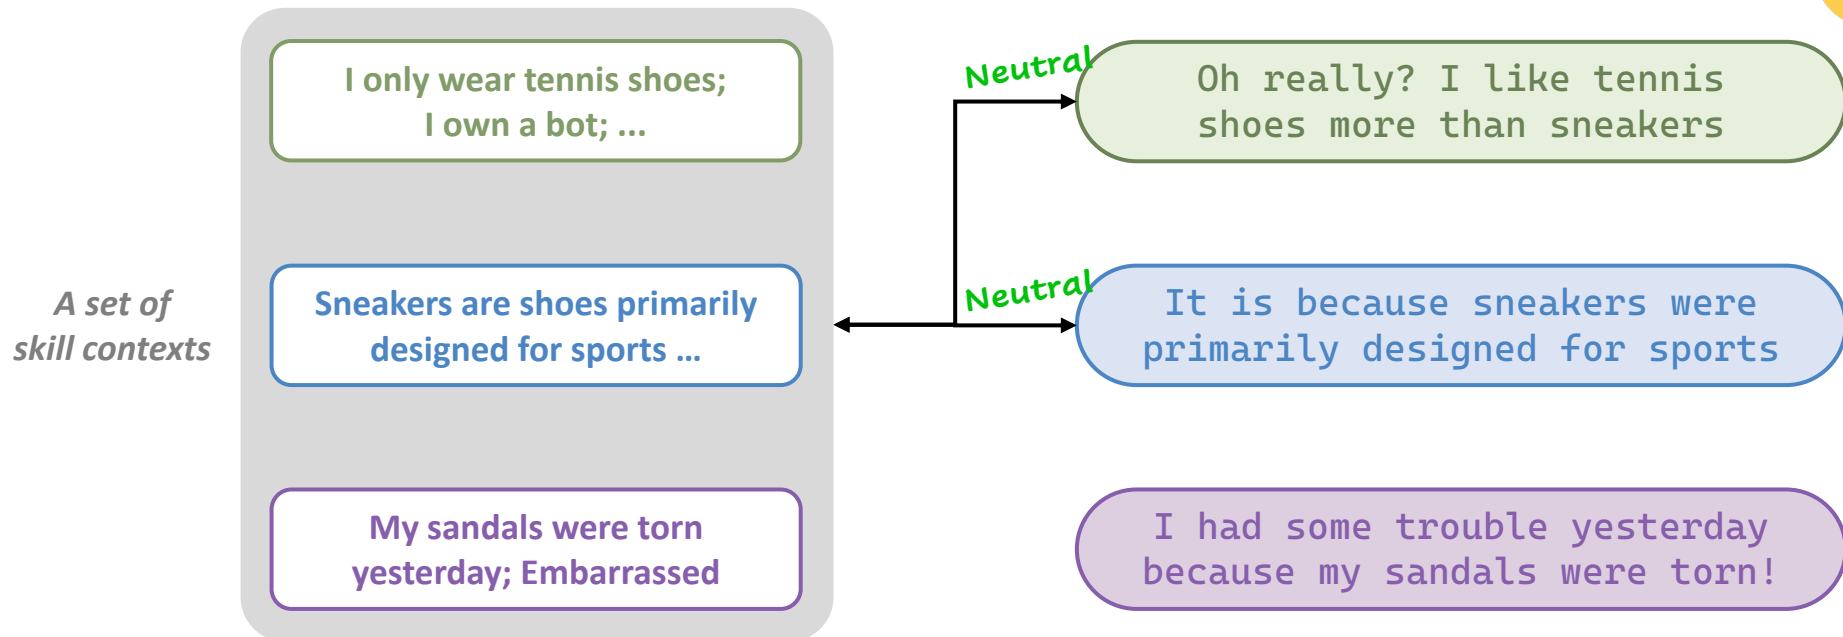 A set of
skill contexts
I only wear tennis shoes;
I own a bot; ...
Sneakers are shoes primarily
designed for sports ...
My sandals were torn
yesterday; Embarrassed
Neutral
Oh really? I like tennis
shoes more than sneakers
Neutral
It is because sneakers were
primarily designed for sports
I had some trouble yesterday
because my sandals were torn!